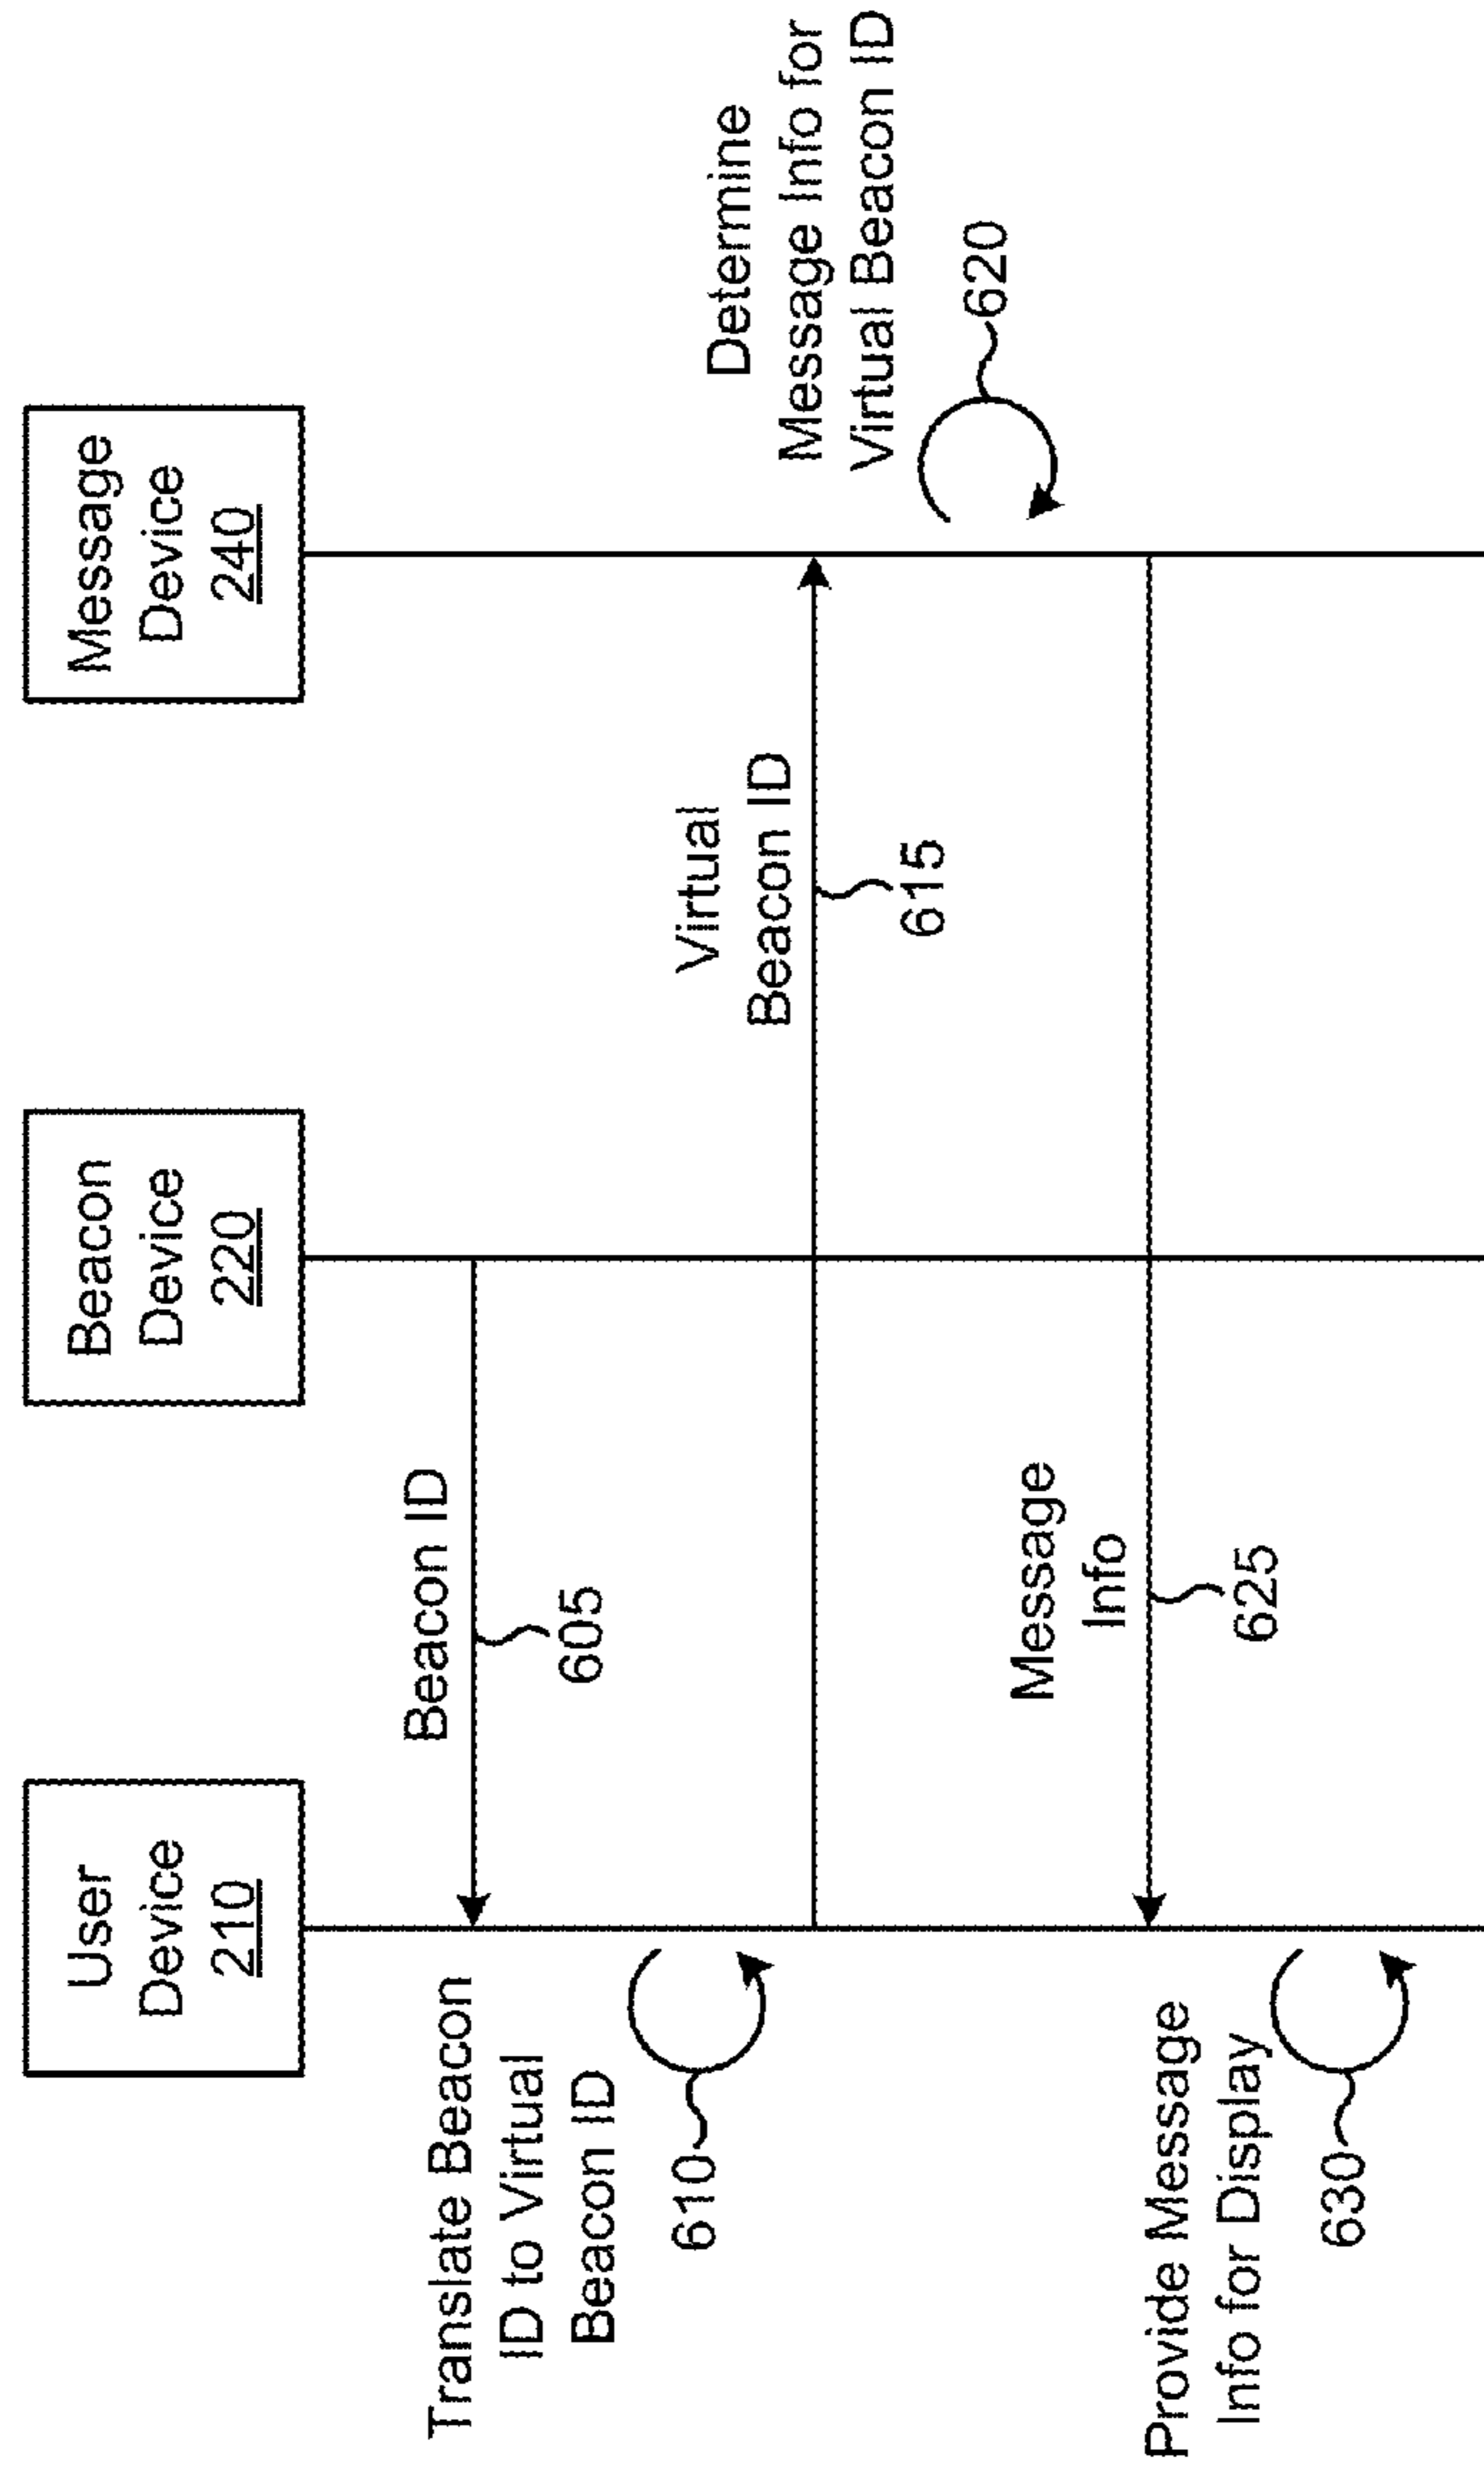 User
Device
210
Beacon
Device
220
Message
Device
240
Beacon ID
605
Translate Beacon
ID to Virtual
Beacon ID
610
Virtual
Beacon ID
615
Determine
Message Info for
Virtual Beacon ID
620
Message
Info
625
Provide Message
Info for Display
630